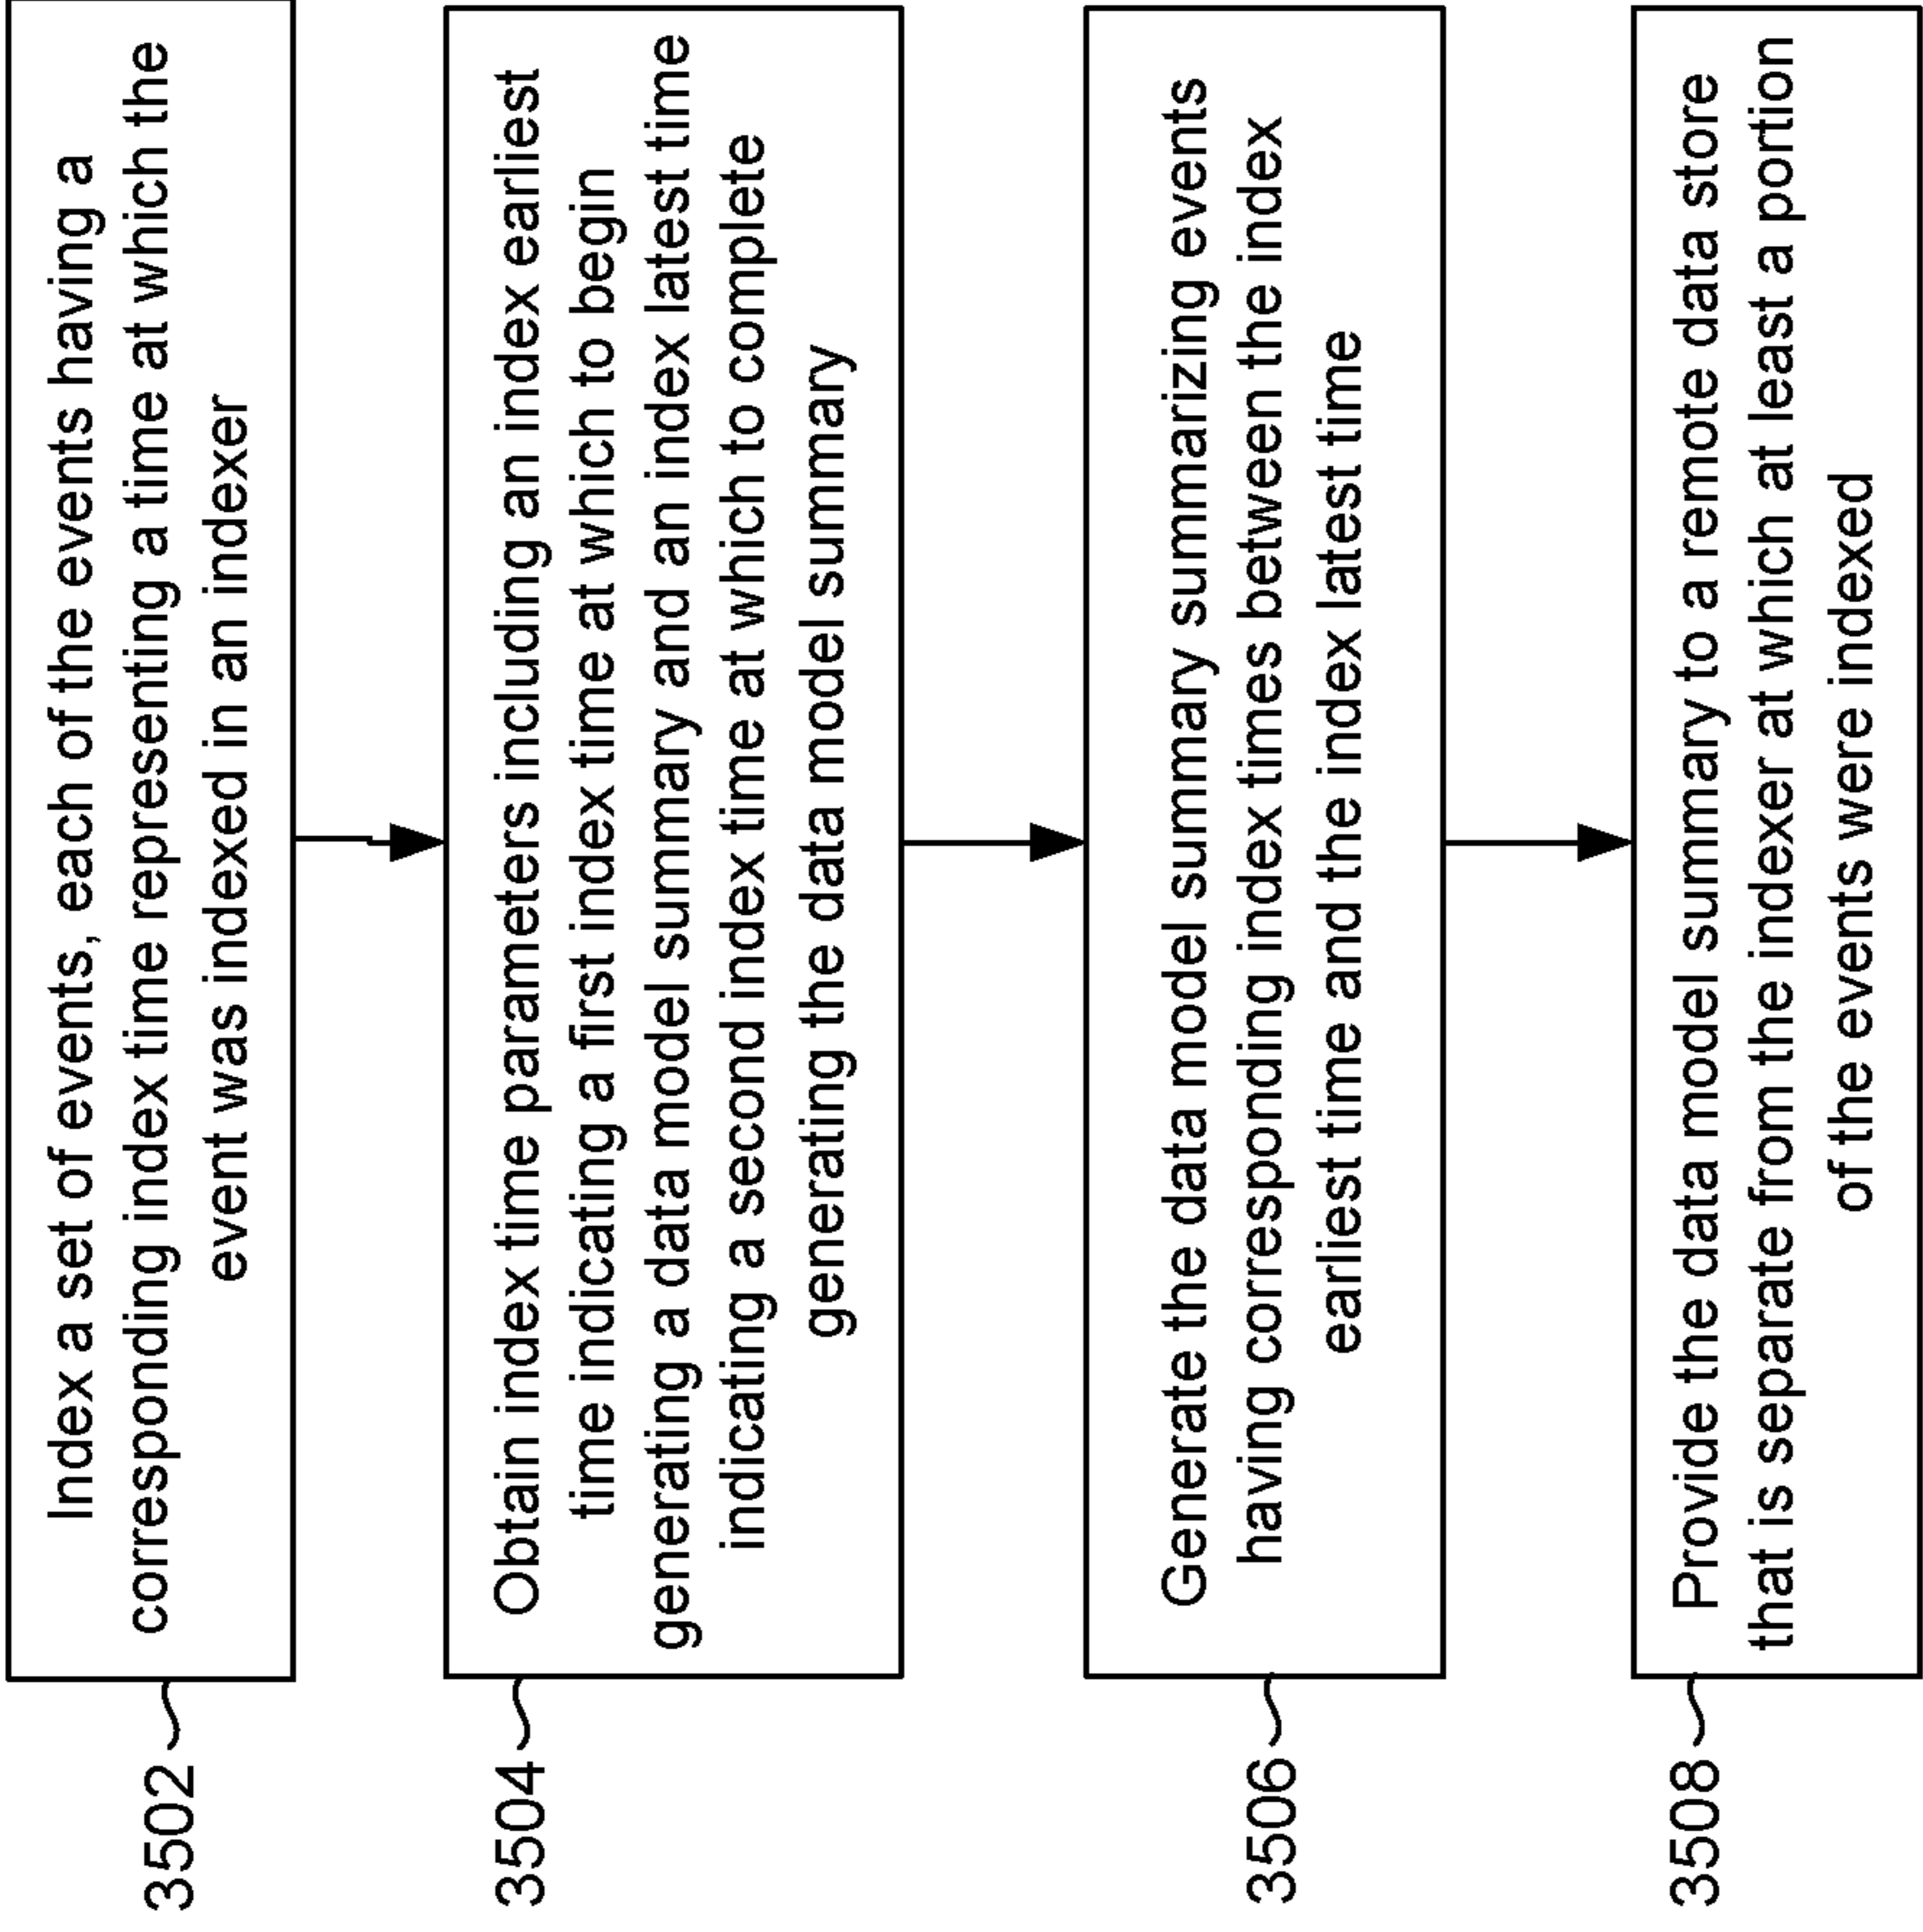 3502
Index a set of events, each of the events having a
corresponding index time representing a time at which the
event was indexed in an indexer
3504
Obtain index time parameters including an index earliest
time indicating a first index time at which to begin
generating a data model summary and an index latest time
indicating a second index time at which to complete
generating the data model summary
3506
Generate the data model summary summarizing events
having corresponding index times between the index
earliest time and the index latest time
3508
Provide the data model summary to a remote data store
that is separate from the indexer at which at least a portion
of the events were indexed